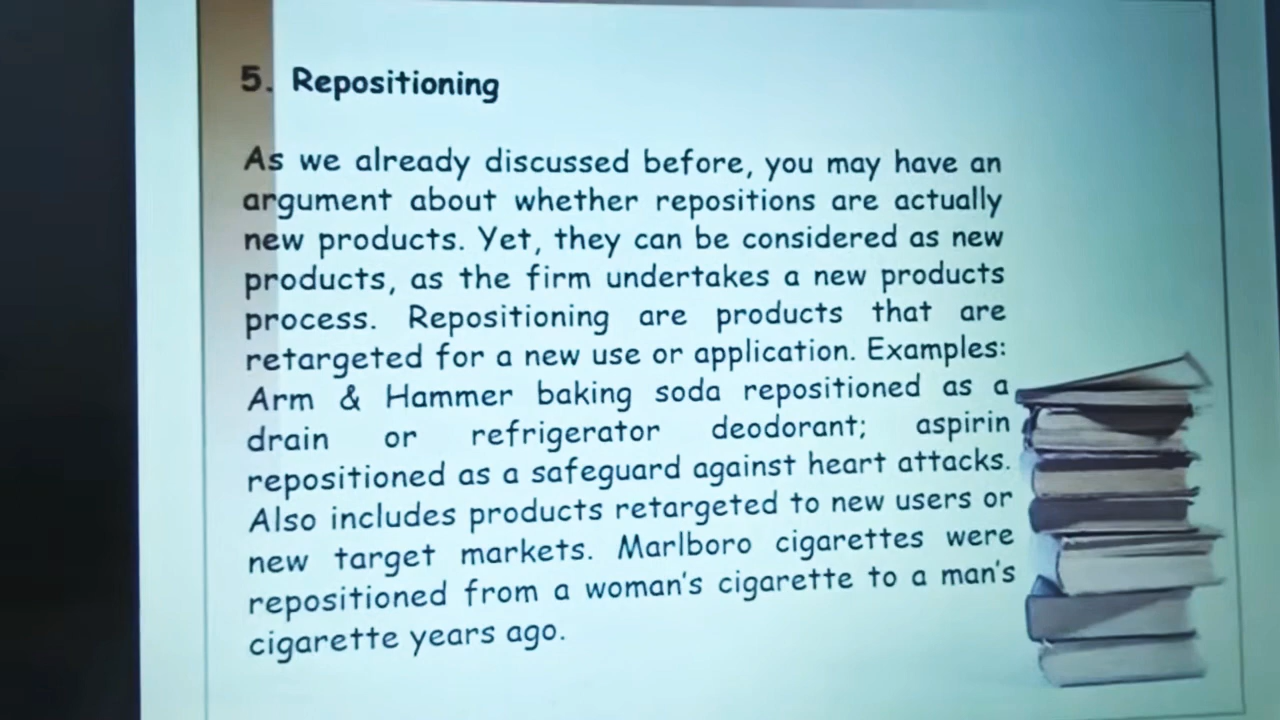 5. Repositioning
As we already discussed before, you may have an
argument about whether repositions are actually
new products. Yet, they can be considered as new
products, as the firm undertakes a new products
process. Repositioning are products that are
retargeted for a new use or application. Examples:
Arm & Hammer baking soda repositioned as a
drain or refrigerator deodorant; aspirin
repositioned as a safeguard against heart attacks.
Also includes products retargeted to new users or
new target markets. Marlboro cigarettes were
repositioned from a woman's cigarette to a man's
cigarette years ago.